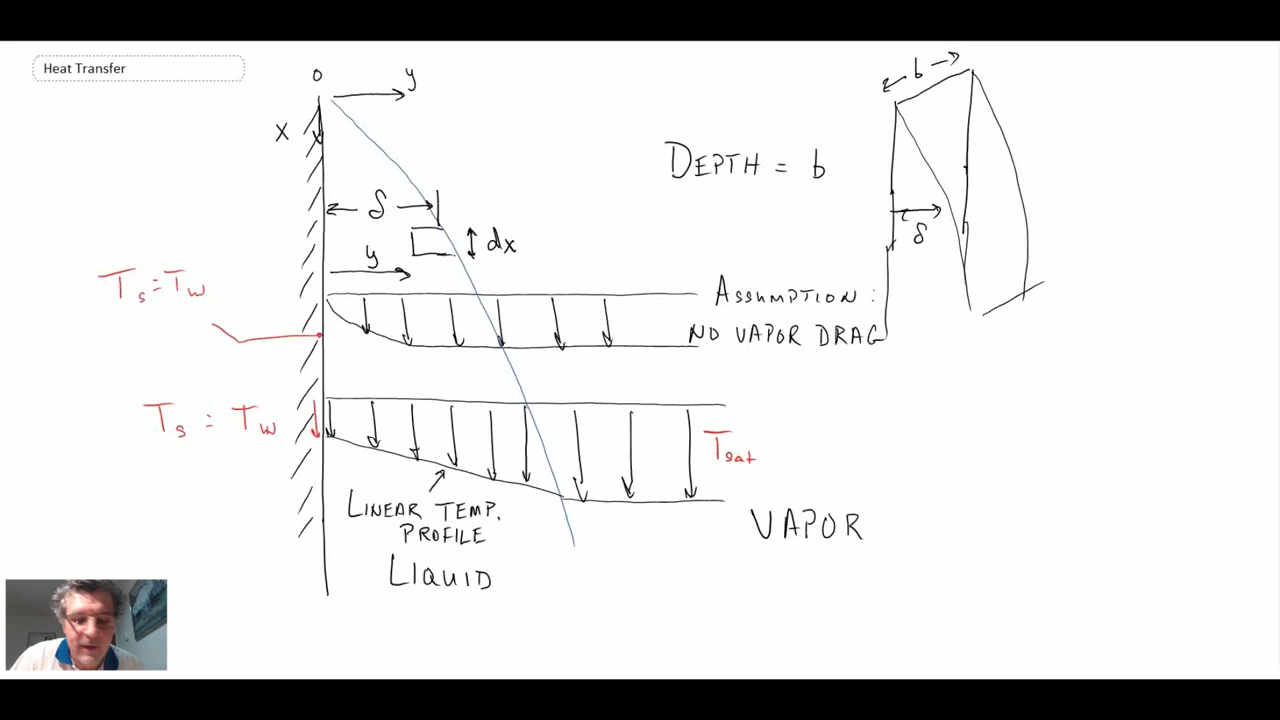 Heat Transfer
0
y
x
b
DEPTH = b
δ
dx
y
δ
Ts = Tw
ASSUMPTION:
NO VAPOR DRAG
Ts = Tw
Tsat
LINEAR TEMP.
PROFILE
VAPOR
LIQUID